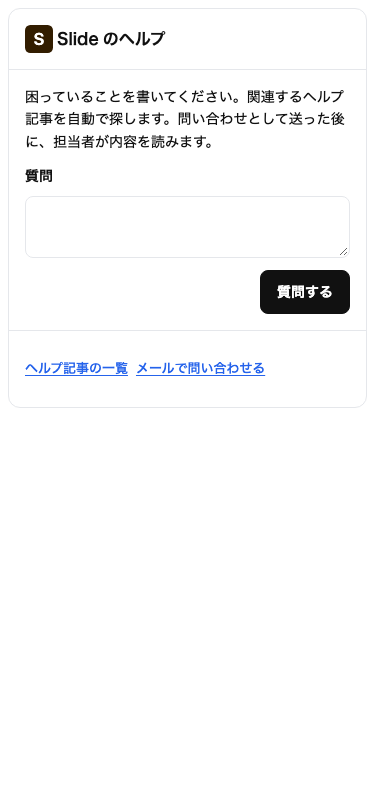 S Slide のヘルプ
困っていることを書いてください。関連するヘルプ
記事を自動で探します。問い合わせとして送った後
に、担当者が内容を読みます。
質問
質問する
ヘルプ記事の一覧 メールで問い合わせる